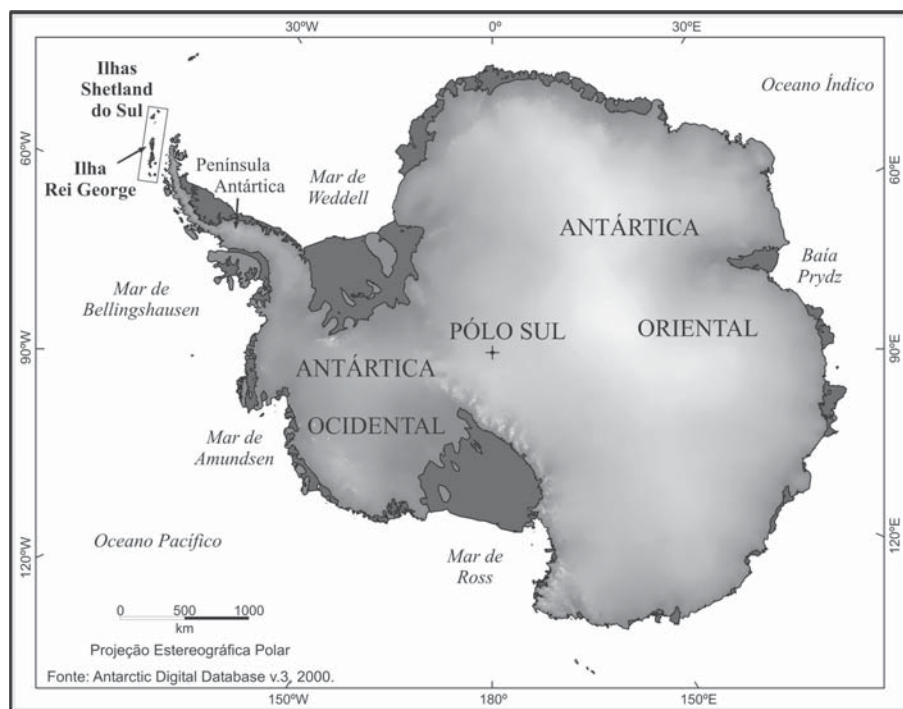 30ºW 0º 30ºE
Ilhas
Shetland
do Sul
Oceano Índico
60ºW
Ilha
Rei George
Península
Antártica
Mar de
Weddell
60ºE
ANTÁRTICA
Baía
Prydz
Mar de
Bellingshausen
ORIENTAL
PÓLO SUL
90ºW
90ºE
ANTÁRTICA
OCIDENTAL
Mar de
Amundsen
Oceano Pacífico
Mar de
Ross
120ºE
120ºW
0 500 1000
km
Projeção Estereográfica Polar
Fonte: Antarctic Digital Database v.3, 2000.
150ºW 180º 150ºE